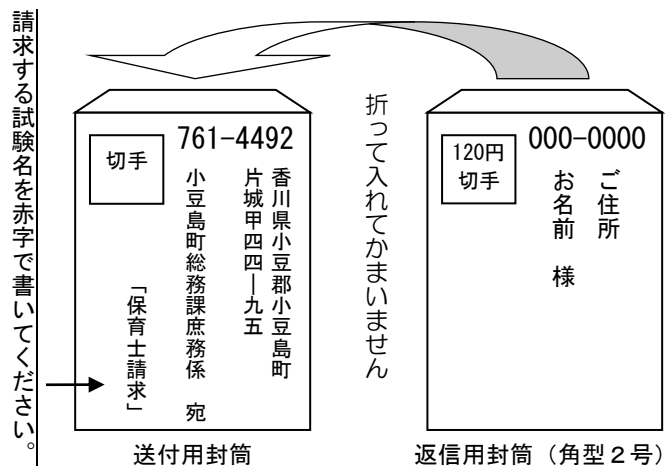 請求する試験名を赤字で書いてください。
切手
761-4492
香川県小豆郡小豆島町
片城甲四四―九五
小豆島町総務課庶務係　宛
「保育士請求」
送付用封筒
折って入れてかまいません
120円
切手
000-0000
ご住所
お名前　様
返信用封筒（角型２号）